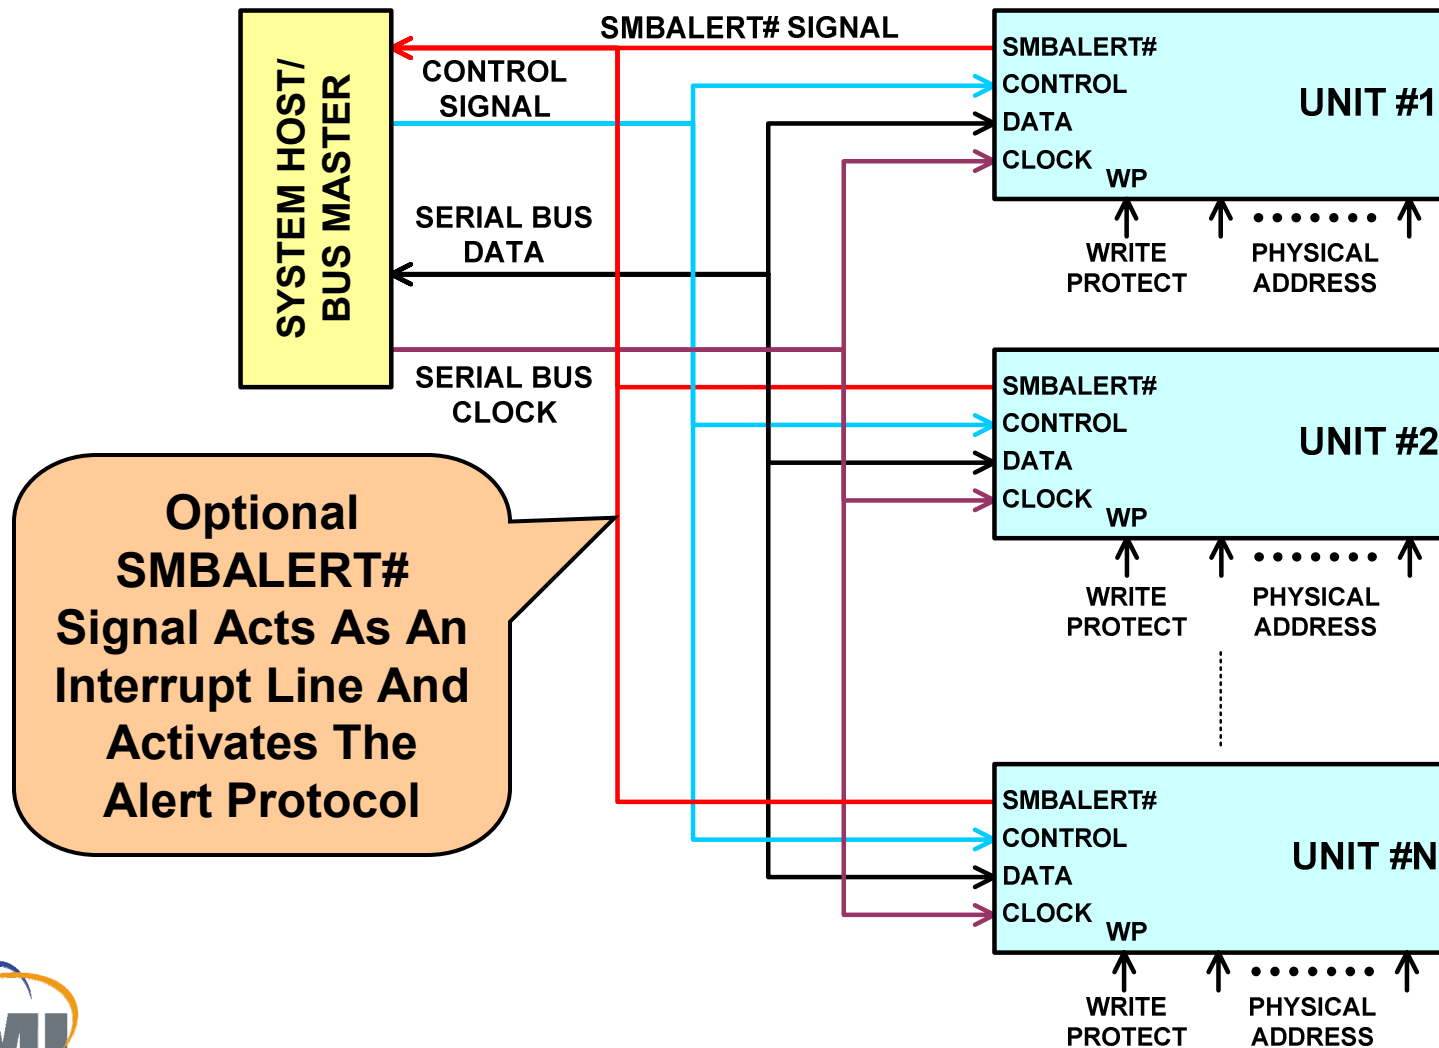 SMBALERT# SIGNAL
SYSTEM HOST/
BUS MASTER
CONTROL
SIGNAL
SERIAL BUS
DATA
SERIAL BUS
CLOCK
SMBALERT#
CONTROL
DATA
CLOCK
WP
UNIT #1
WRITE
PROTECT
PHYSICAL
ADDRESS
SMBALERT#
CONTROL
DATA
CLOCK
WP
UNIT #2
WRITE
PROTECT
PHYSICAL
ADDRESS
Optional
SMBALERT#
Signal Acts As An
Interrupt Line And
Activates The
Alert Protocol
SMBALERT#
CONTROL
DATA
CLOCK
WP
UNIT #N
WRITE
PROTECT
PHYSICAL
ADDRESS